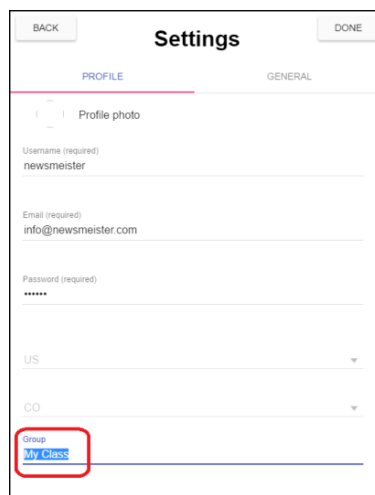 BACK
Settings
DONE
PROFILE
GENERAL
Profile photo
Username (required)
newsmeister
Email (required)
info@newsmeister.com
Password (required)
••••••
US
CO
Group
My Class